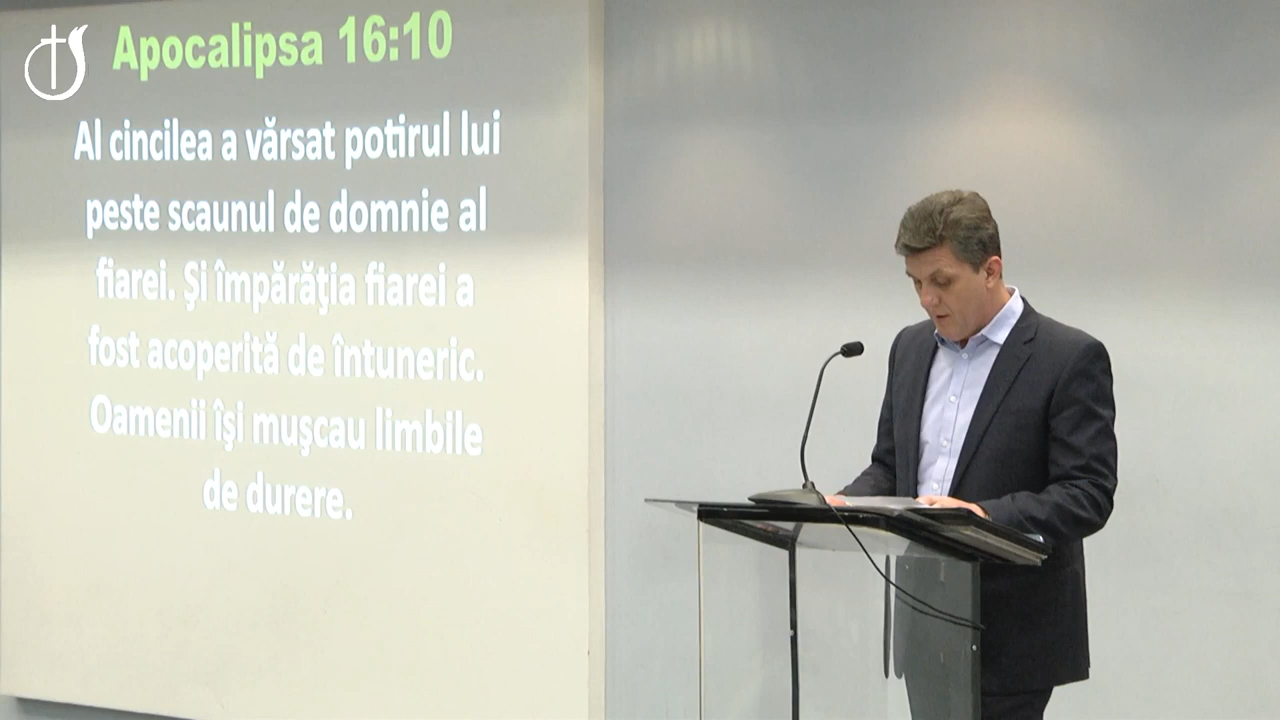 Apocalipsa 16:10
Al cincilea a vărsat potirul lui
peste scaunul de domnie al
fiarei. Şi împărăţia fiarei a
fost acoperită de întuneric.
Oamenii îşi muşcau limbile
de durere.